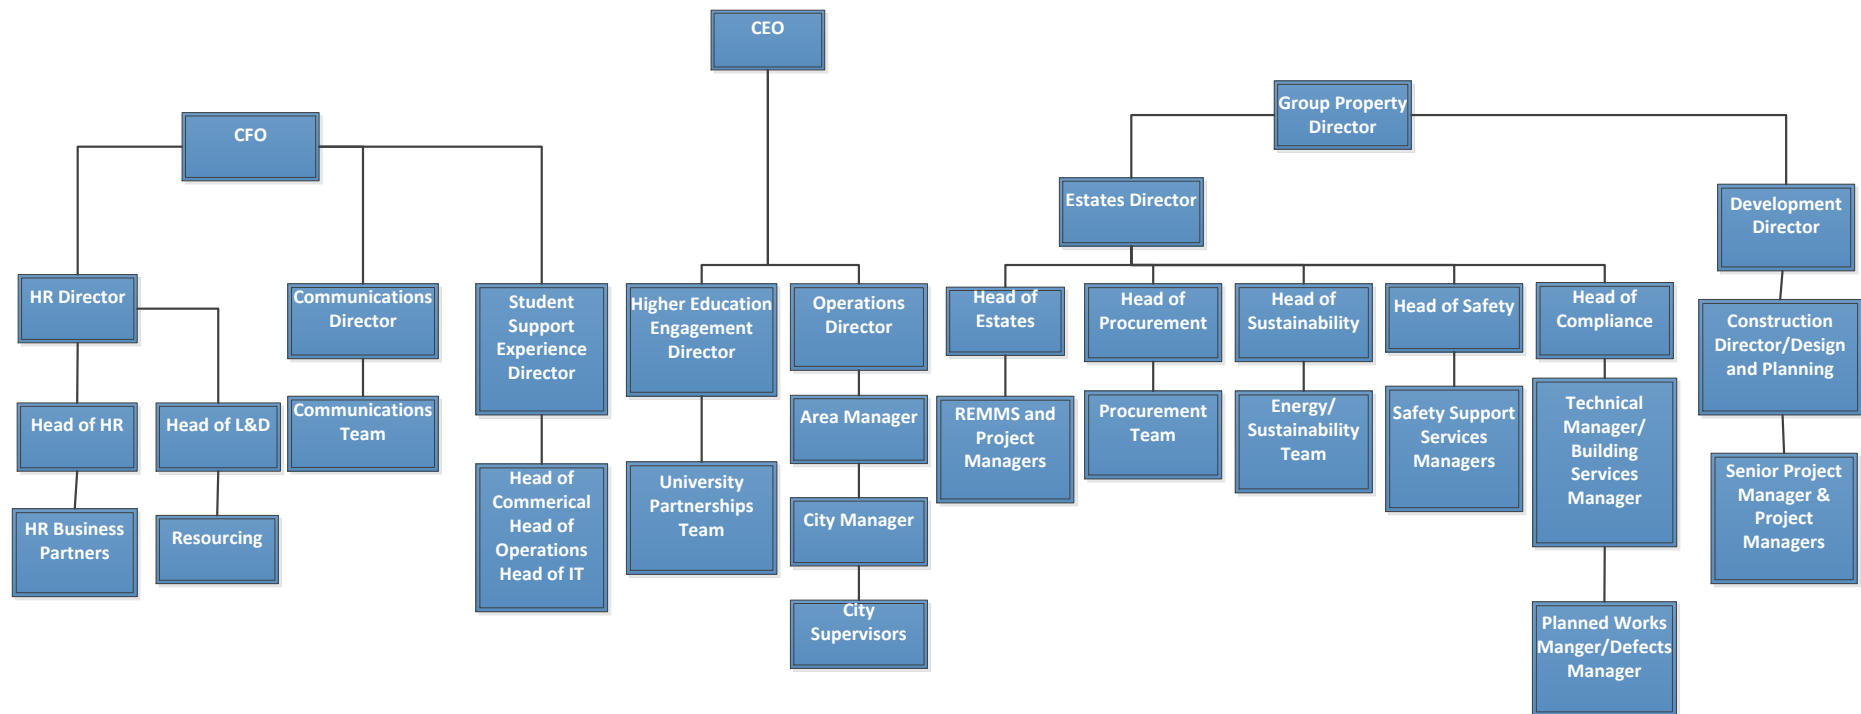 CEO
Group Property
Director
CFO
Estates Director
Development
Director
HR Director
Communications
Director
Student
Support
Experience
Director
Higher Education
Engagement
Director
Operations
Director
Head of
Estates
Head of
Procurement
Head of
Sustainability
Head of Safety
Head of
Compliance
Construction
Director/Design
and Planning
Head of HR
Head of L&D
Communications
Team
Area Manager
REMMS and
Project
Managers
Procurement
Team
Energy/
Sustainability
Team
Safety Support
Services
Managers
Technical
Manager/
Building
Services
Manager
Senior Project
Manager &
Project
Managers
HR Business
Partners
Resourcing
Head of
Commerical
Head of
Operations
Head of IT
University
Partnerships
Team
City Manager
City
Supervisors
Planned Works
Manger/Defects
Manager